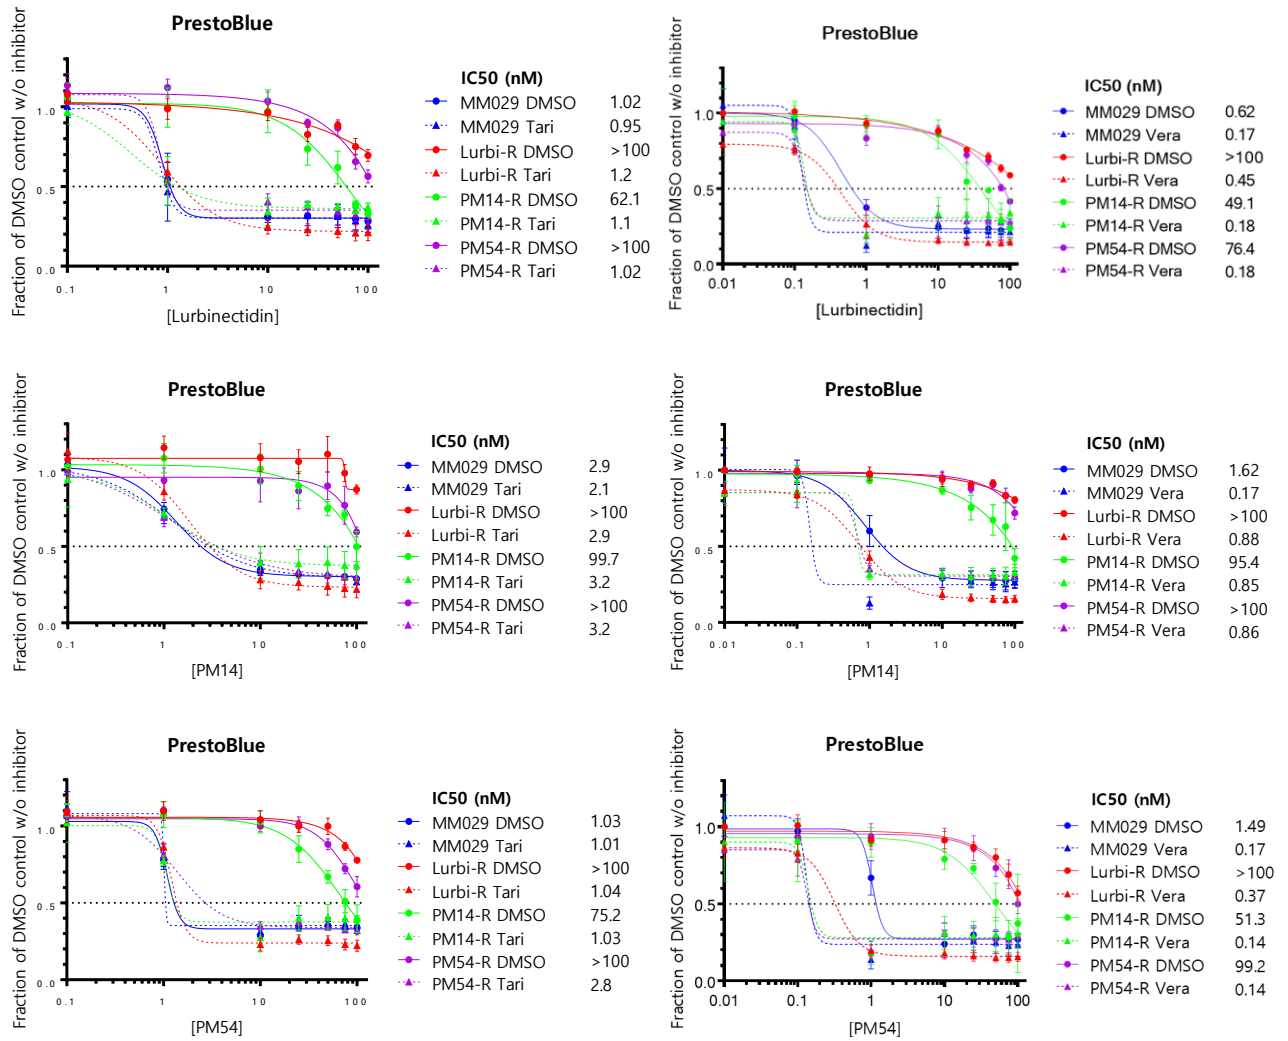 PrestoBlue
Fraction of DMSO control w/o inhibitor
1.0
0.5
0.0
0.1 1 10 100
[Lurbinectidin]
IC50 (nM)
MM029 DMSO 1.02
MM029 Tari 0.95
Lurbi-R DMSO >100
Lurbi-R Tari 1.2
PM14-R DMSO 62.1
PM14-R Tari 1.1
PM54-R DMSO >100
PM54-R Tari 1.02
PrestoBlue
Fraction of DMSO control w/o inhibitor
1.0
0.5
0.0
0.01 0.1 1 10 100
[Lurbinectidin]
IC50 (nM)
MM029 DMSO 0.62
MM029 Vera 0.17
Lurbi-R DMSO >100
Lurbi-R Vera 0.45
PM14-R DMSO 49.1
PM14-R Vera 0.18
PM54-R DMSO 76.4
PM54-R Vera 0.18
PrestoBlue
Fraction of DMSO control w/o inhibitor
1.0
0.5
0.0
0.1 1 10 100
[PM14]
IC50 (nM)
MM029 DMSO 2.9
MM029 Tari 2.1
Lurbi-R DMSO >100
Lurbi-R Tari 2.9
PM14-R DMSO 99.7
PM14-R Tari 3.2
PM54-R DMSO >100
PM54-R Tari 3.2
PrestoBlue
Fraction of DMSO control w/o inhibitor
1.0
0.5
0.0
0.01 0.1 1 10 100
[PM14]
IC50 (nM)
MM029 DMSO 1.62
MM029 Vera 0.17
Lurbi-R DMSO >100
Lurbi-R Vera 0.88
PM14-R DMSO 95.4
PM14-R Vera 0.85
PM54-R DMSO >100
PM54-R Vera 0.86
PrestoBlue
Fraction of DMSO control w/o inhibitor
1.0
0.5
0.0
0.1 1 10 100
[PM54]
IC50 (nM)
MM029 DMSO 1.03
MM029 Tari 1.01
Lurbi-R DMSO >100
Lurbi-R Tari 1.04
PM14-R DMSO 75.2
PM14-R Tari 1.03
PM54-R DMSO >100
PM54-R Tari 2.8
PrestoBlue
Fraction of DMSO control w/o inhibitor
1.0
0.5
0.0
0.01 0.1 1 10 100
[PM54]
IC50 (nM)
MM029 DMSO 1.49
MM029 Vera 0.17
Lurbi-R DMSO >100
Lurbi-R Vera 0.37
PM14-R DMSO 51.3
PM14-R Vera 0.14
PM54-R DMSO 99.2
PM54-R Vera 0.14